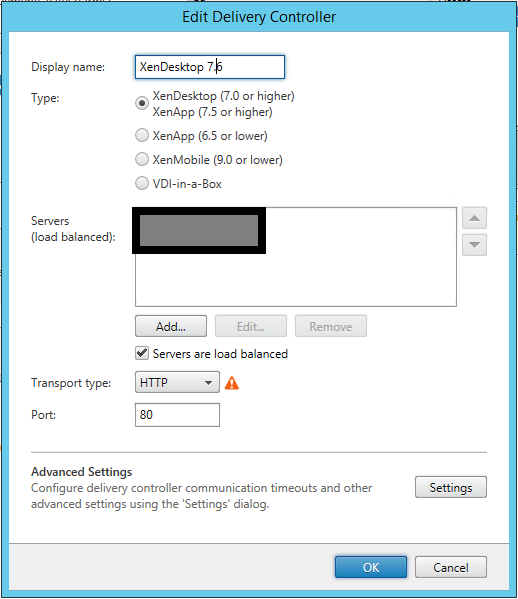 Edit Delivery Controller
Display name:
XenDesktop 7.6
Type:
XenDesktop (7.0 or higher)
XenApp (7.5 or higher)
XenApp (6.5 or lower)
XenMobile (9.0 or lower)
VDI-in-a-Box
Servers
(load balanced):
Add...
Edit...
Remove
Servers are load balanced
Transport type:
HTTP
Port:
80
Advanced Settings
Configure delivery controller communication timeouts and other
advanced settings using the 'Settings' dialog.
Settings
OK
Cancel